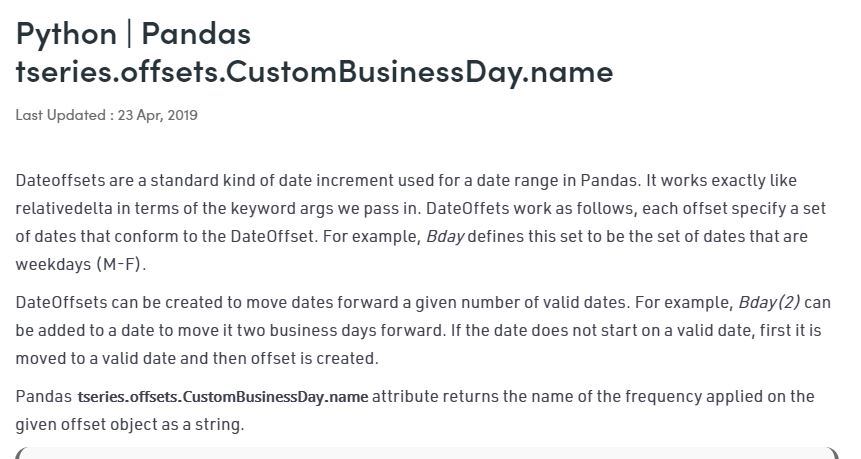 Python | Pandas
tseries.offsets.CustomBusinessDay.name
Last Updated : 23 Apr, 2019
Dateoffsets are a standard kind of date increment used for a date range in Pandas. It works exactly like
relativedelta in terms of the keyword args we pass in. DateOffets work as follows, each offset specify a set
of dates that conform to the DateOffset. For example, Bday defines this set to be the set of dates that are
weekdays (M-F).
DateOffsets can be created to move dates forward a given number of valid dates. For example, Bday(2) can
be added to a date to move it two business days forward. If the date does not start on a valid date, first it is
moved to a valid date and then offset is created.
Pandas tseries.offsets.CustomBusinessDay.name attribute returns the name of the frequency applied on the
given offset object as a string.